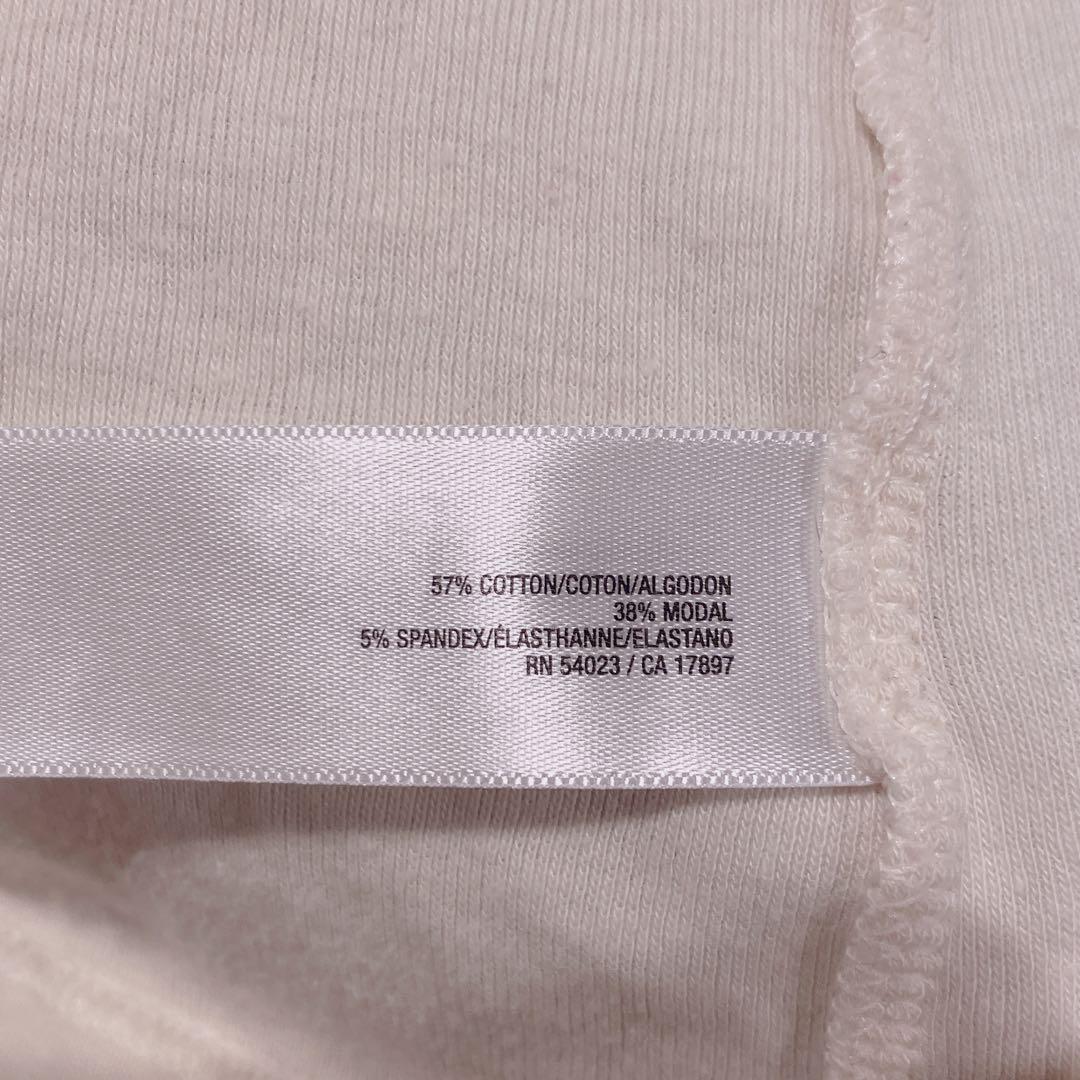 57% COTTON/COTON/ALGODON
38% MODAL
5% SPANDEX/ÉLASTHANNE/ELASTANO
RN 54023 / CA 17897